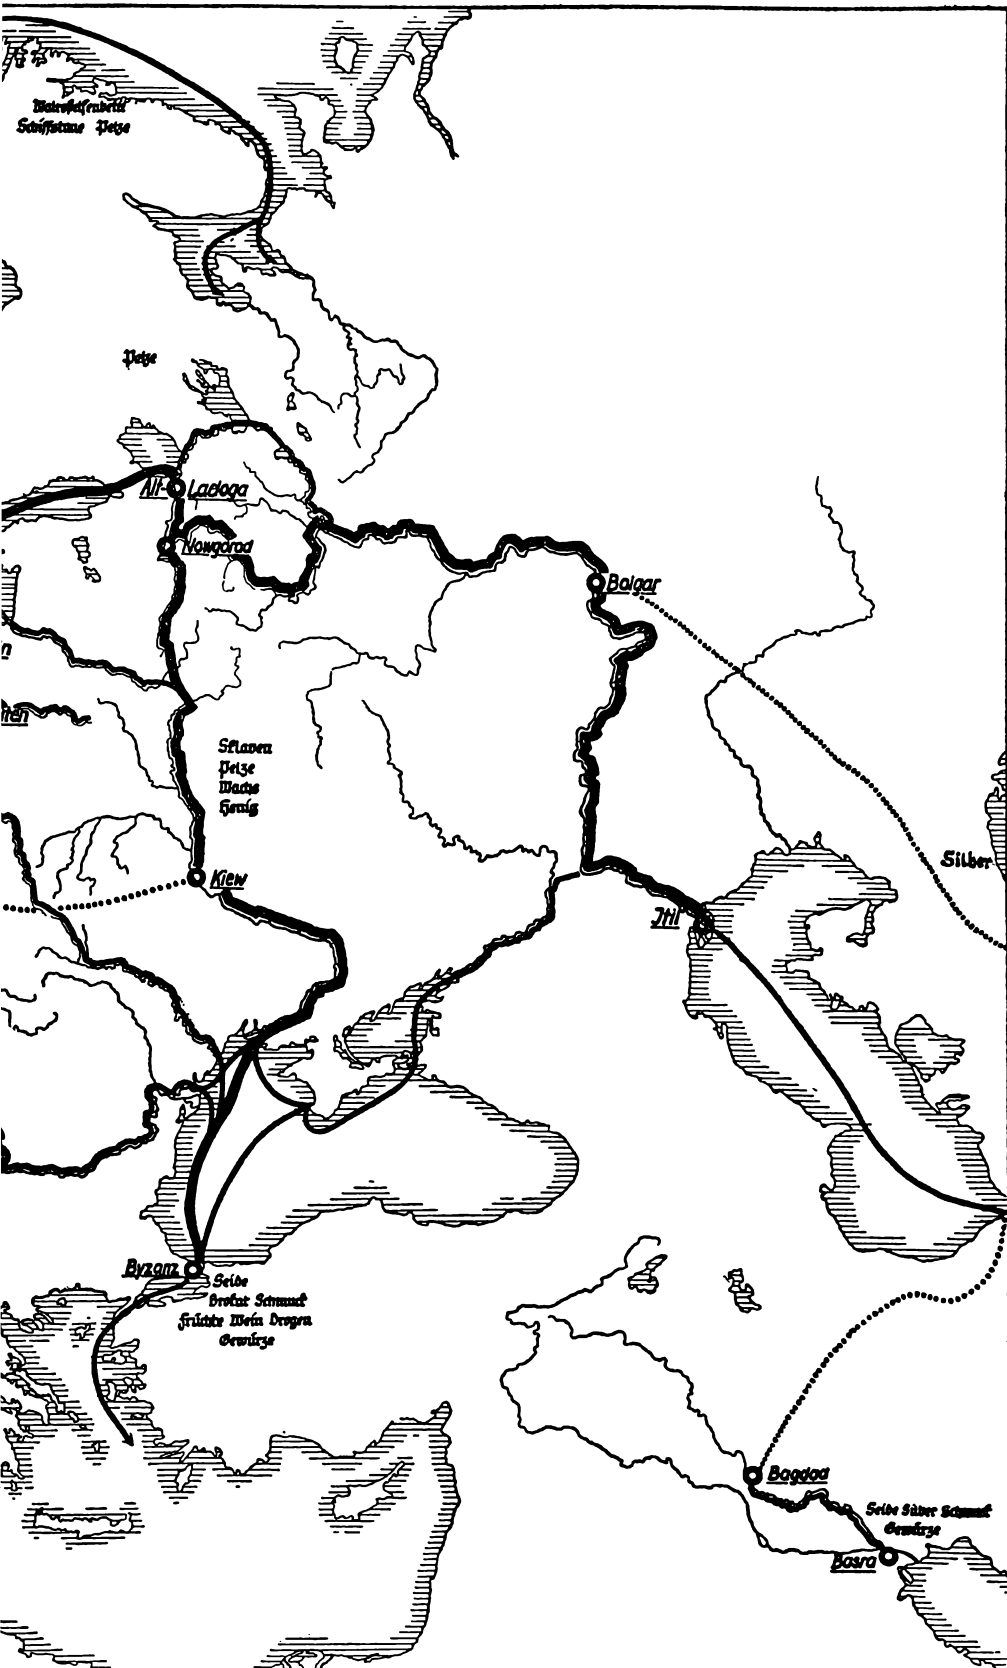 Walroßelfenbein
Schiffstaue Pelze
Pelze
Alt-Ladoga
Nowgorod
Bolgar
n
Sklaven
Pelze
Wachs
Honig
Silber
Kiew
Itil
Byzanz
Seide
Brokat Schmuck
Früchte Wein Drogen
Gewürze
Bagdad
Seide Silber Schmuck
Gewürze
Basra